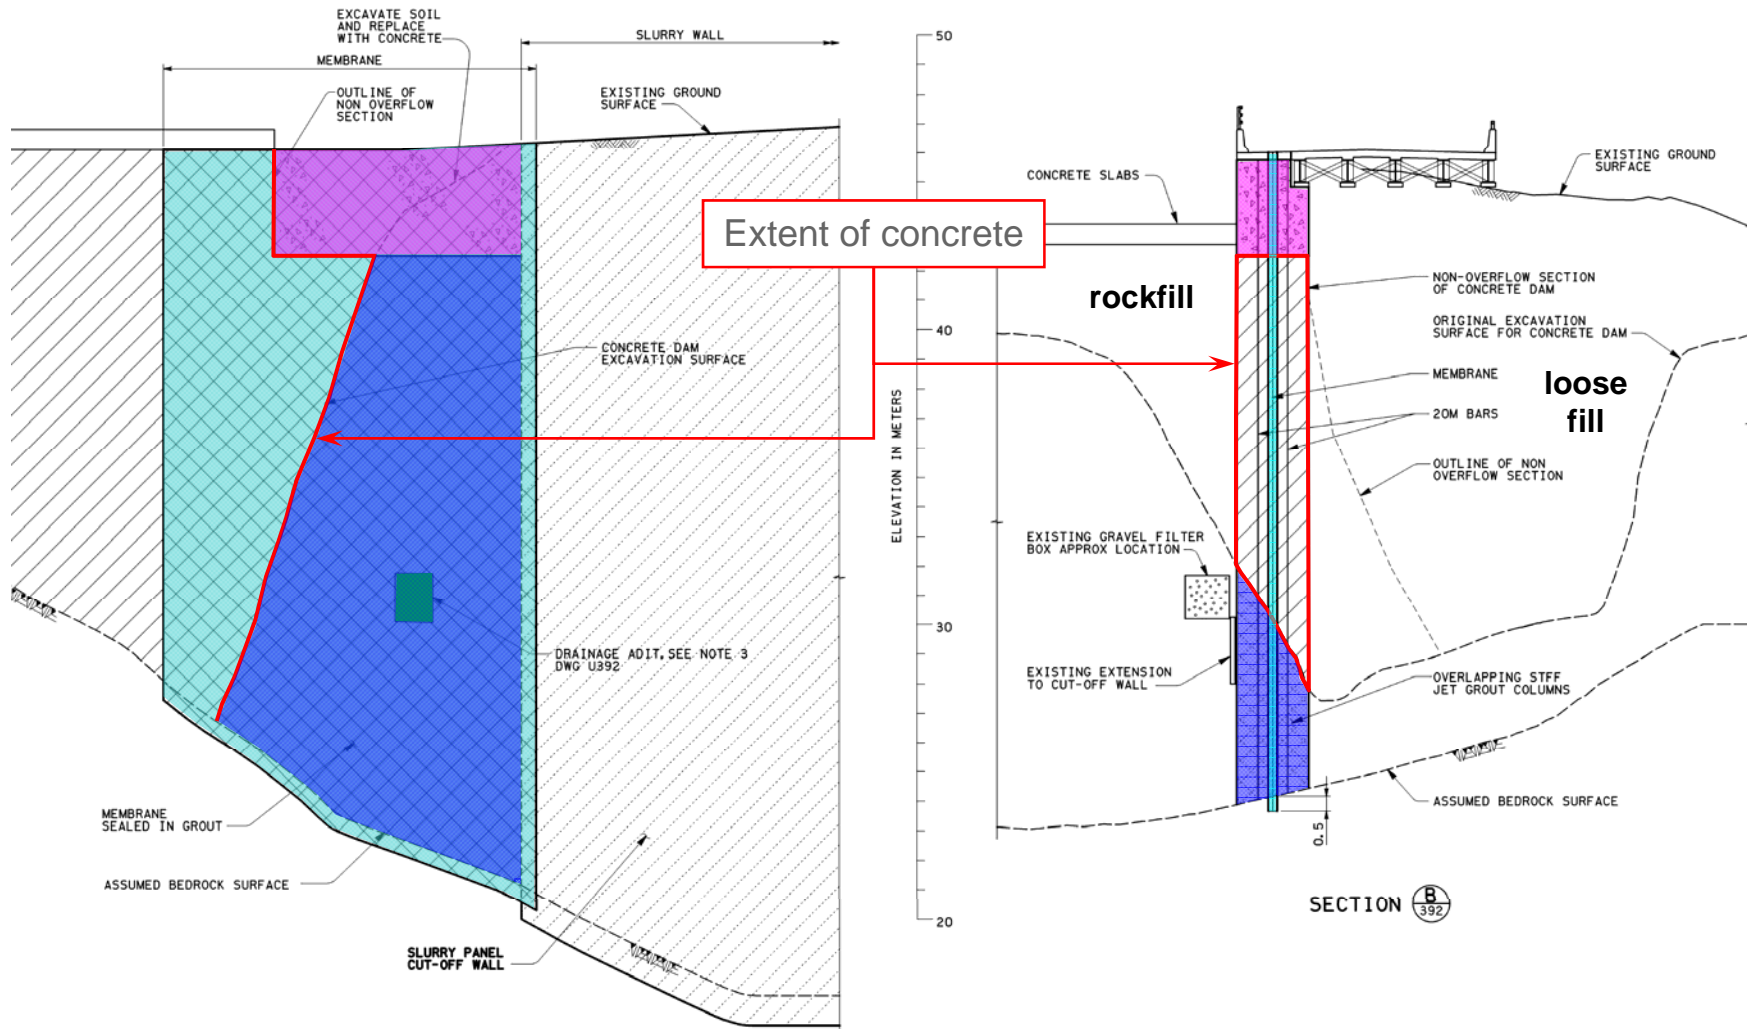 EXCAVATE SOIL
AND REPLACE
WITH CONCRETE
SLURRY WALL
MEMBRANE
OUTLINE OF
NON OVERFLOW
SECTION
EXISTING GROUND
SURFACE
CONCRETE DAM
EXCAVATION SURFACE
DRAINAGE ADIT, SEE NOTE 3
DWG U392
MEMBRANE
SEALED IN GROUT
ASSUMED BEDROCK SURFACE
SLURRY PANEL
CUT-OFF WALL
Extent of concrete
50
40
30
20
ELEVATION IN METERS
CONCRETE SLABS
EXISTING GROUND
SURFACE
rockfill
NON-OVERFLOW SECTION
OF CONCRETE DAM
ORIGINAL EXCAVATION
SURFACE FOR CONCRETE DAM
MEMBRANE
loose
fill
20M BARS
OUTLINE OF NON
OVERFLOW SECTION
EXISTING GRAVEL FILTER
BOX APPROX LOCATION
EXISTING EXTENSION
TO CUT-OFF WALL
OVERLAPPING STFF
JET GROUT COLUMNS
ASSUMED BEDROCK SURFACE
0.5
SECTION B
392